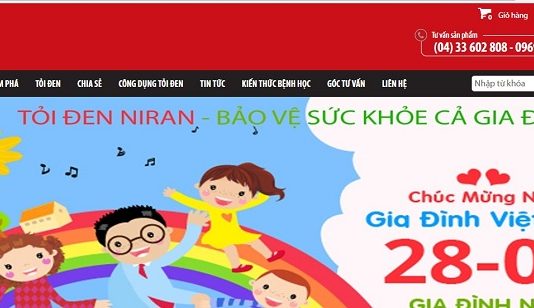 0
Giỏ hàng
Tư vấn sản phẩm
(04) 33 602 808 - 096
PHÁ TỎI ĐEN CHIA SẺ CÔNG DỤNG TỎI ĐEN TIN TỨC KIẾN THỨC BỆNH HỌC GÓC TƯ VẤN LIÊN HỆ
Nhập từ khóa
TỎI ĐEN NIRAN - BẢO VỆ SỨC KHỎE CẢ GIA Đ
Chúc Mừng N
Gia Đình Việt
28-0
GIA ĐÌNH N